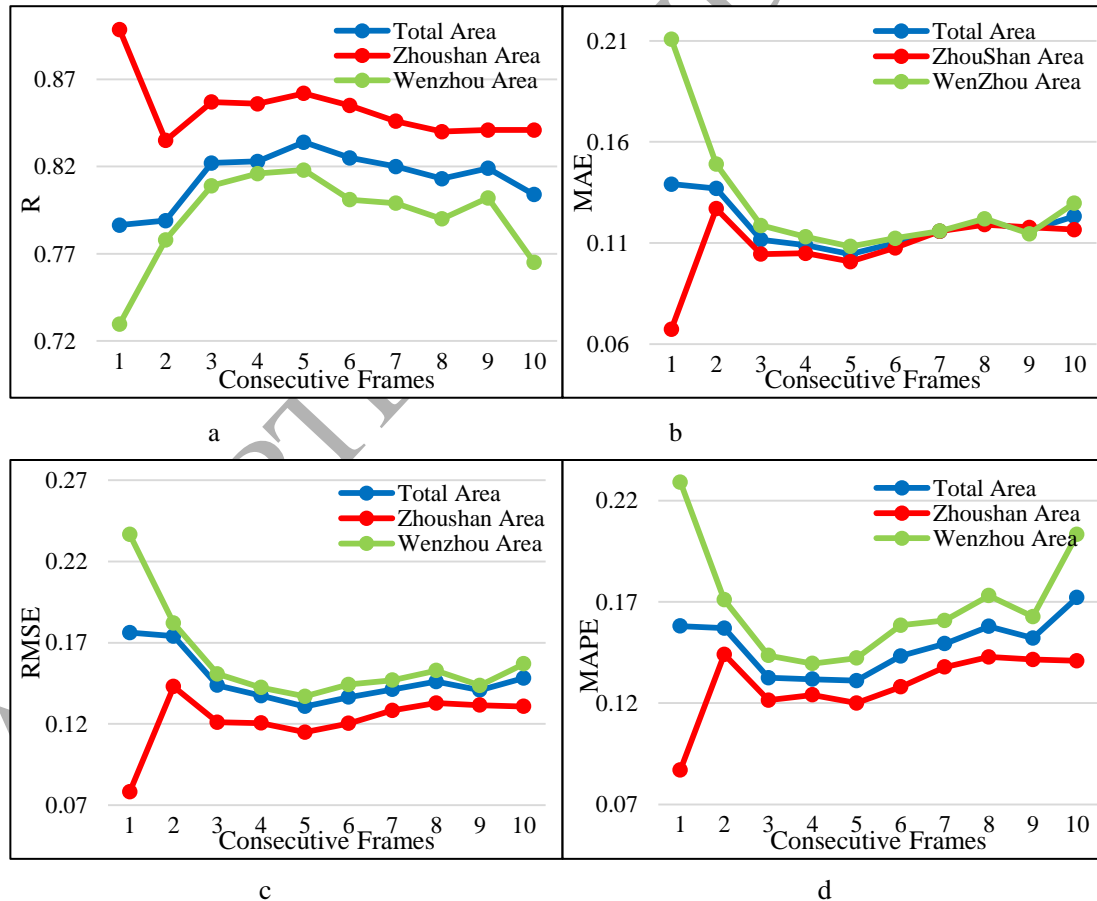 Total Area
Zhoushan Area
Wenzhou Area
0.87
0.82
0.77
0.72
R
1 2 3 4 5 6 7 8 9 10
Consecutive Frames
a
Total Area
ZhouShan Area
WenZhou Area
0.21
0.16
0.11
0.06
MAE
1 2 3 4 5 6 7 8 9 10
Consecutive Frames
b
Total Area
Zhoushan Area
Wenzhou Area
0.27
0.22
0.17
0.12
0.07
RMSE
1 2 3 4 5 6 7 8 9 10
Consecutive Frames
c
Total Area
Zhoushan Area
Wenzhou Area
0.22
0.17
0.12
0.07
MAPE
1 2 3 4 5 6 7 8 9 10
Consecutive Frames
d